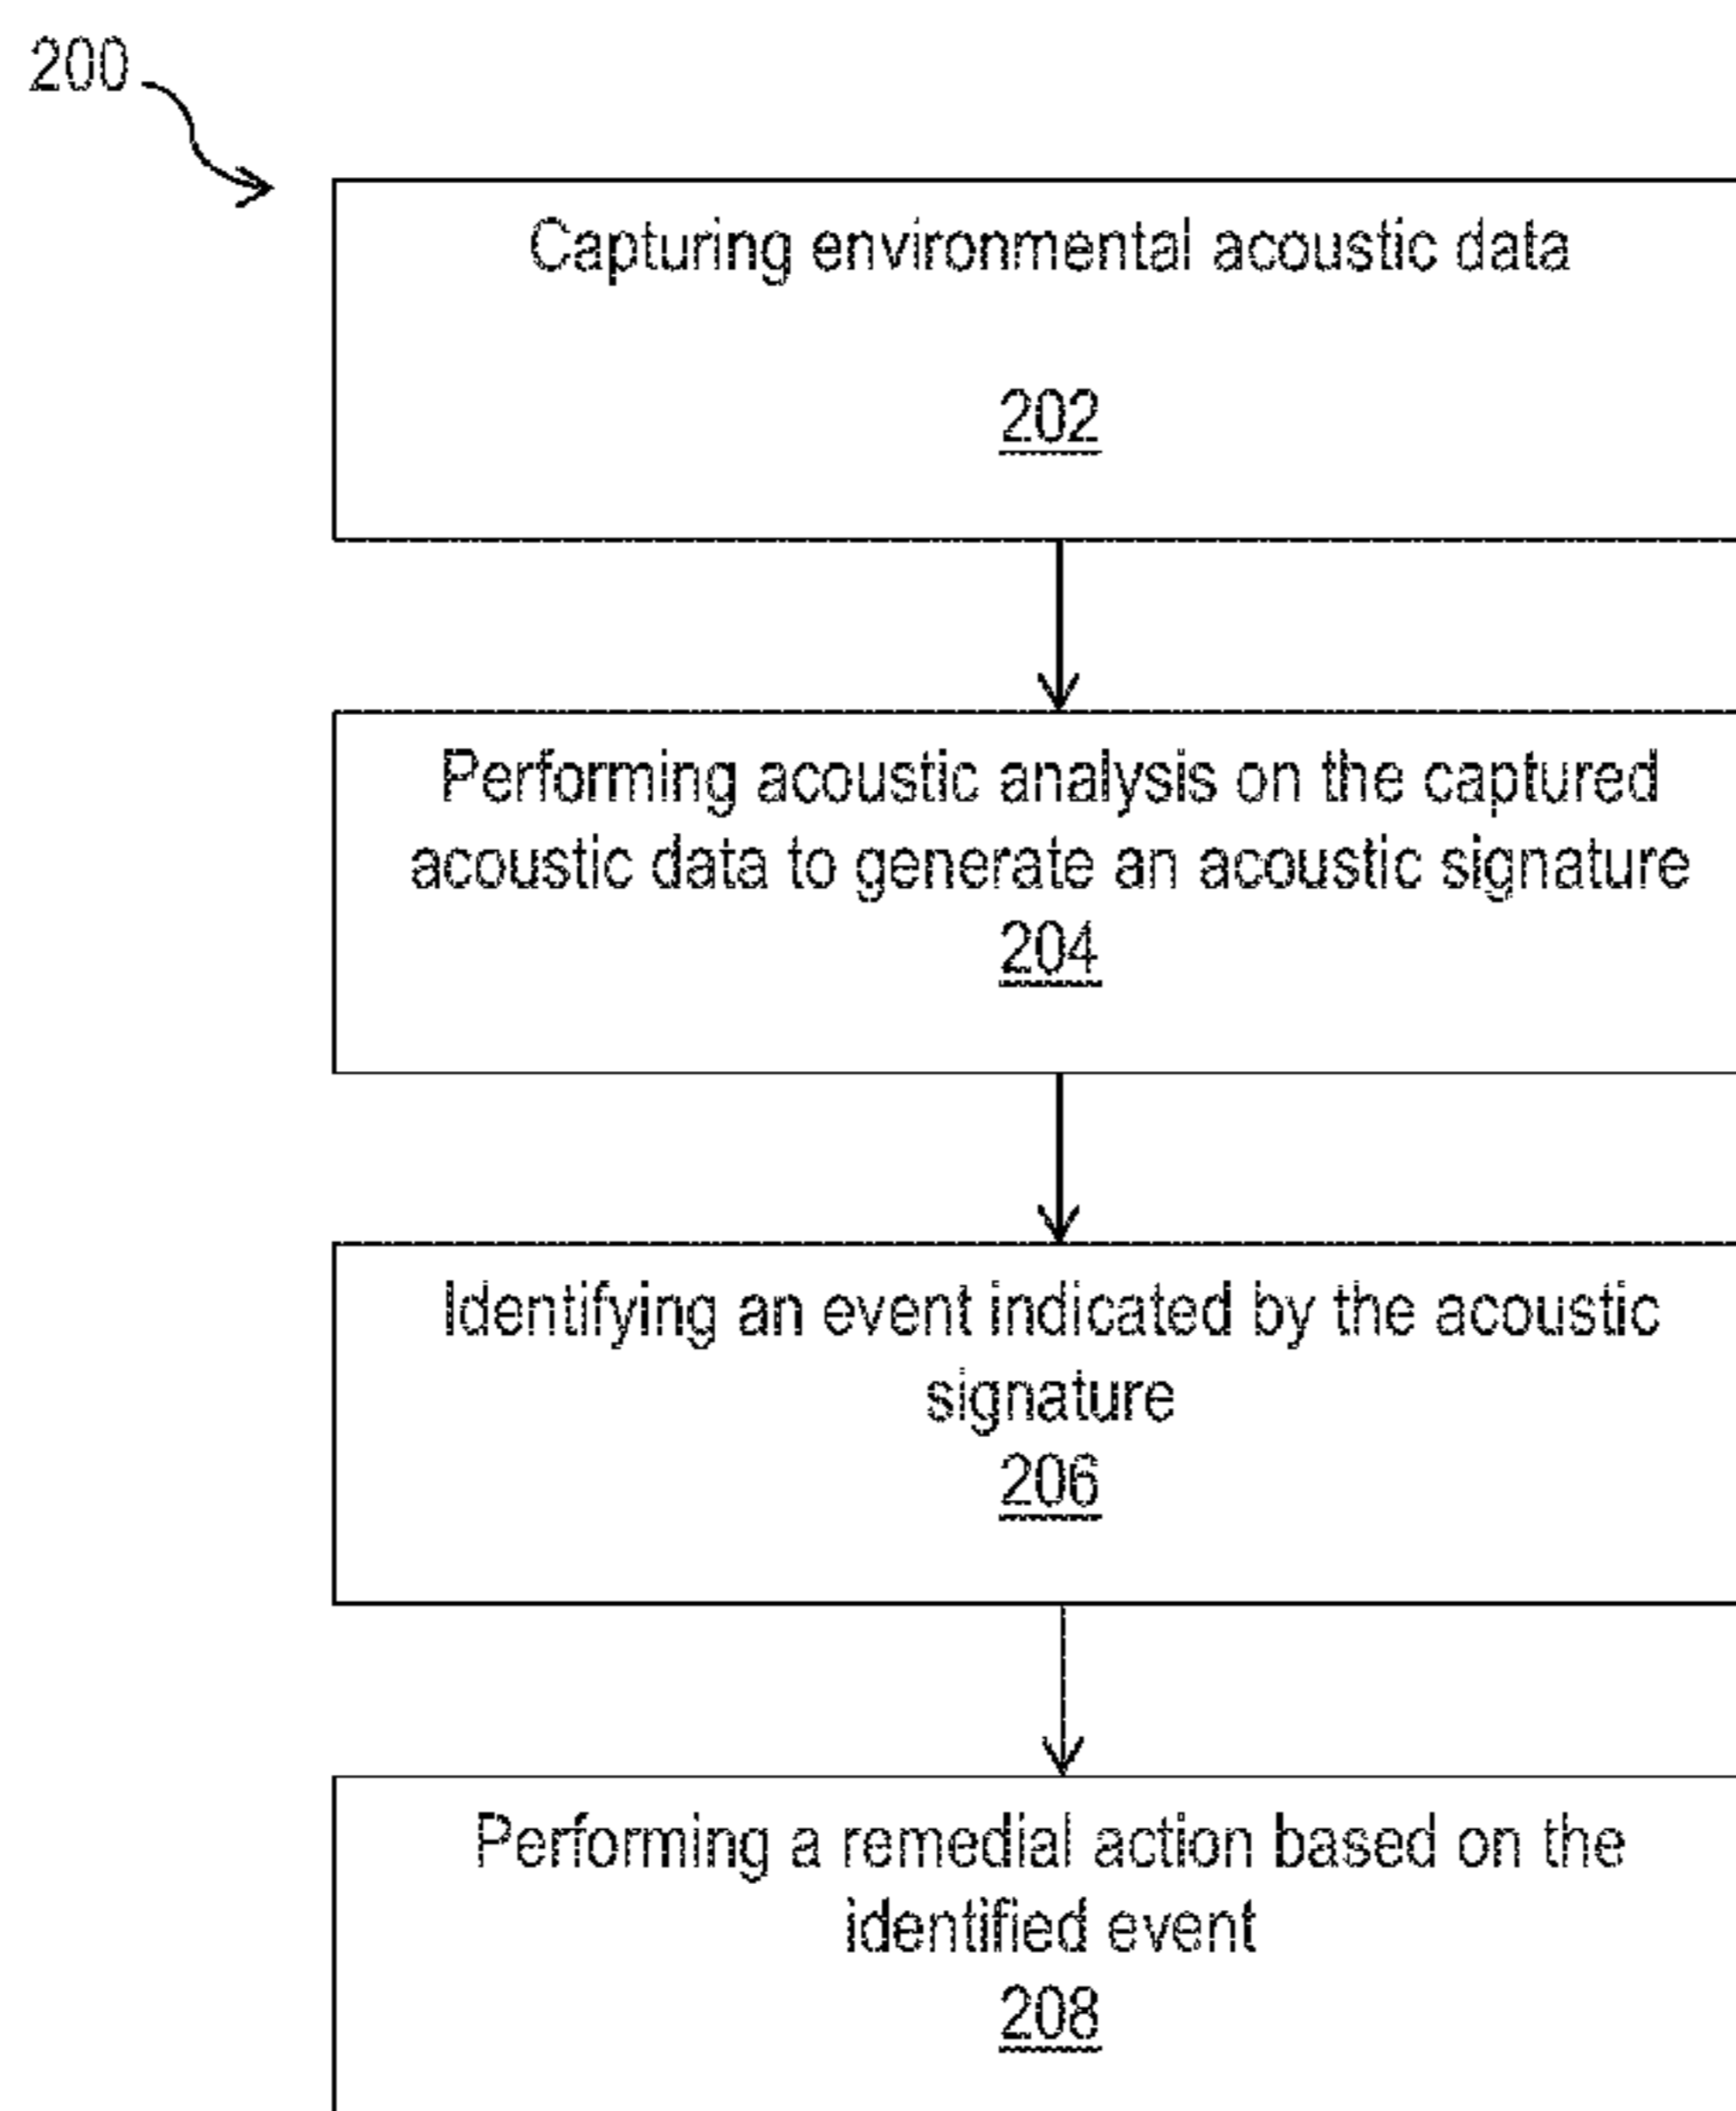 200
Capturing environmental acoustic data
202
Performing acoustic analysis on the captured
acoustic data to generate an acoustic signature
204
Identifying an event indicated by the acoustic
signature
206
Performing a remedial action based on the
identified event
208